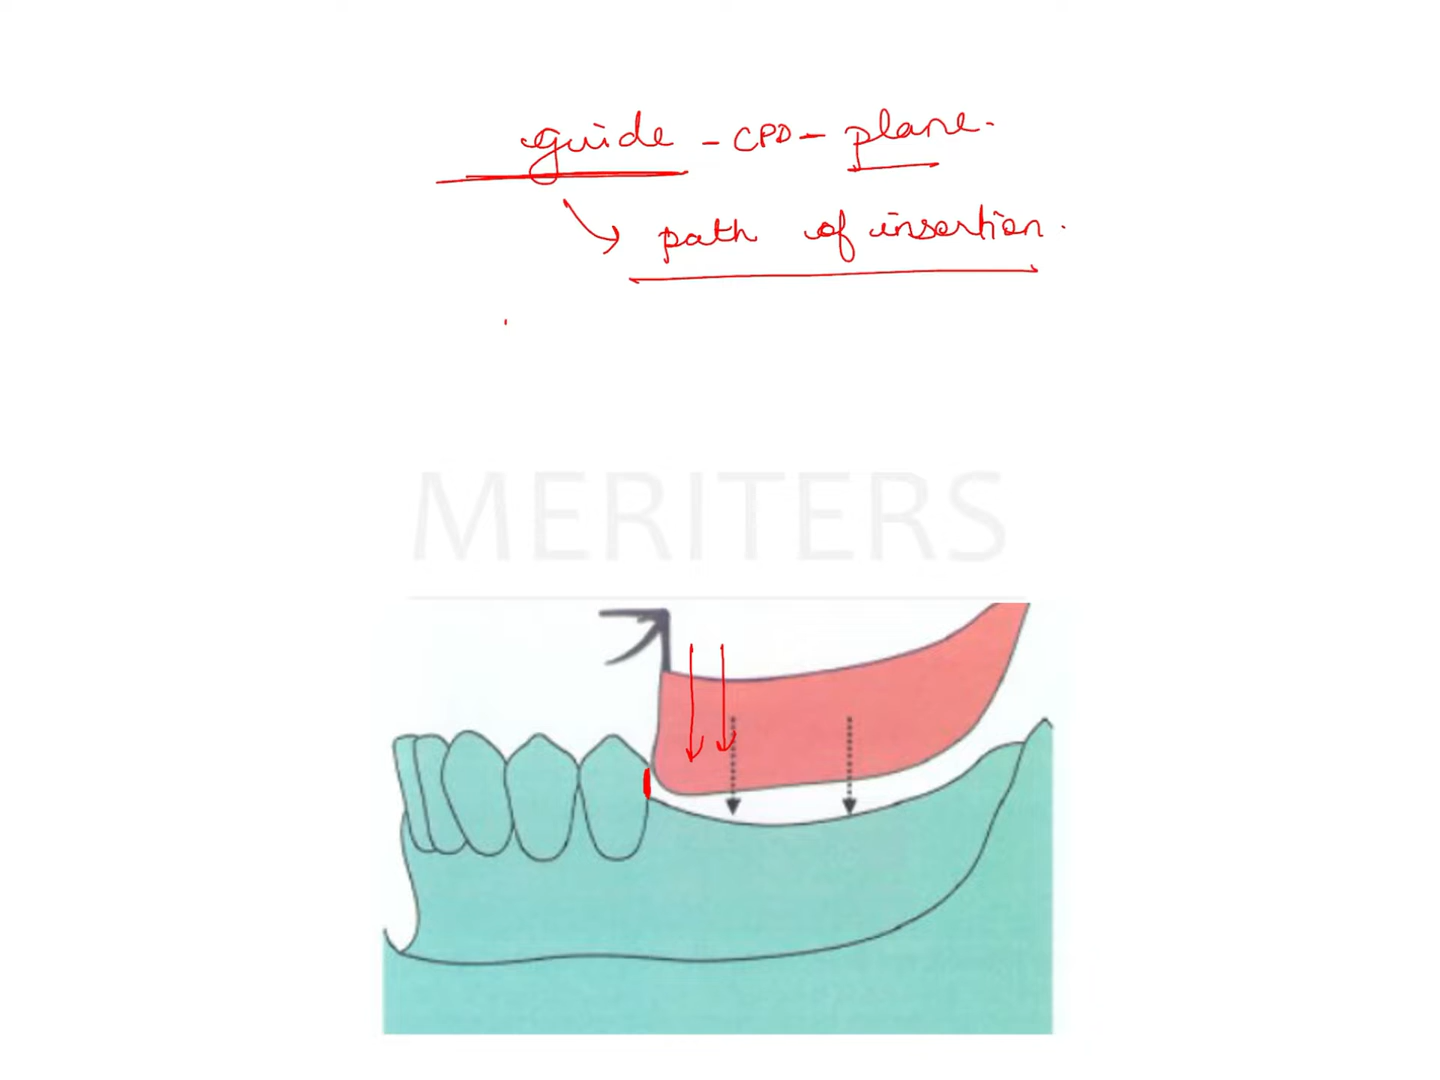 guide - CPD - plane.
path of insertion.
MERITERS